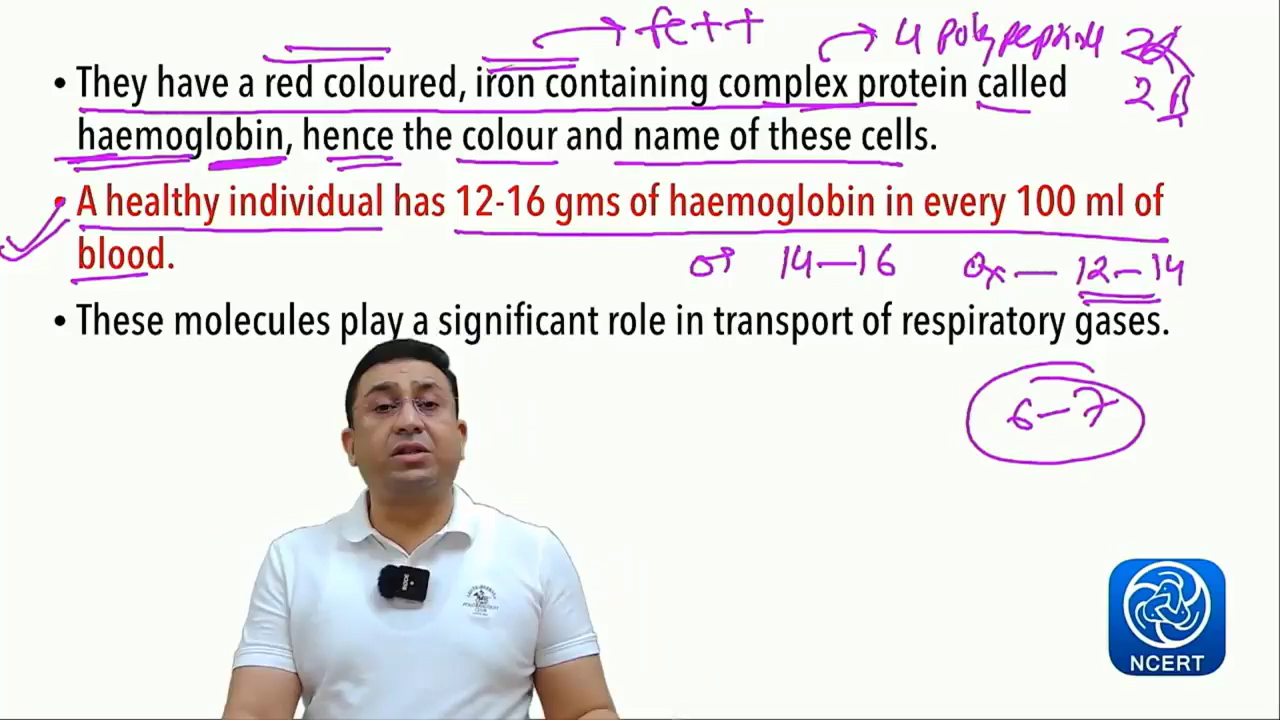 fe++
4 polypeptide 2α
2 β
• They have a red coloured, iron containing complex protein called
haemoglobin, hence the colour and name of these cells.
• A healthy individual has 12-16 gms of haemoglobin in every 100 ml of
blood.
♂ 14—16 ♀ — 12—14
• These molecules play a significant role in transport of respiratory gases.
6—7
NCERT